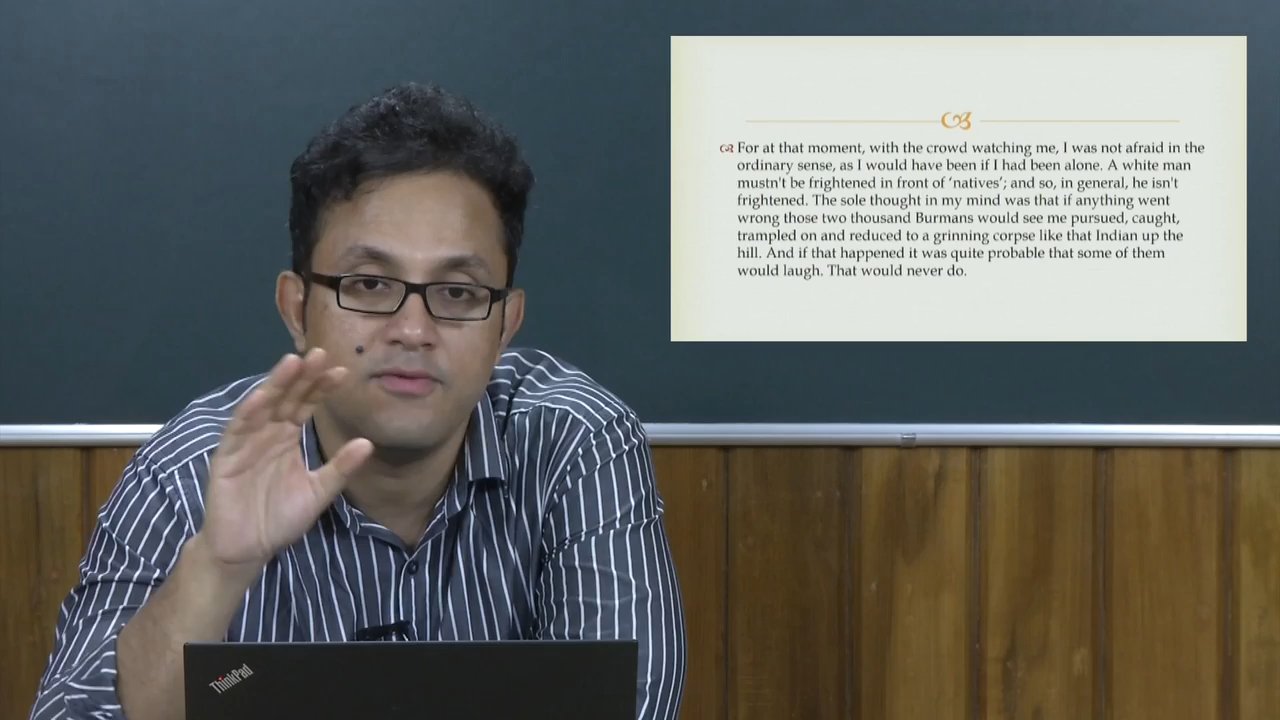 For at that moment, with the crowd watching me, I was not afraid in the
ordinary sense, as I would have been if I had been alone. A white man
mustn't be frightened in front of ‘natives’; and so, in general, he isn't
frightened. The sole thought in my mind was that if anything went
wrong those two thousand Burmans would see me pursued, caught,
trampled on and reduced to a grinning corpse like that Indian up the
hill. And if that happened it was quite probable that some of them
would laugh. That would never do.
ThinkPad